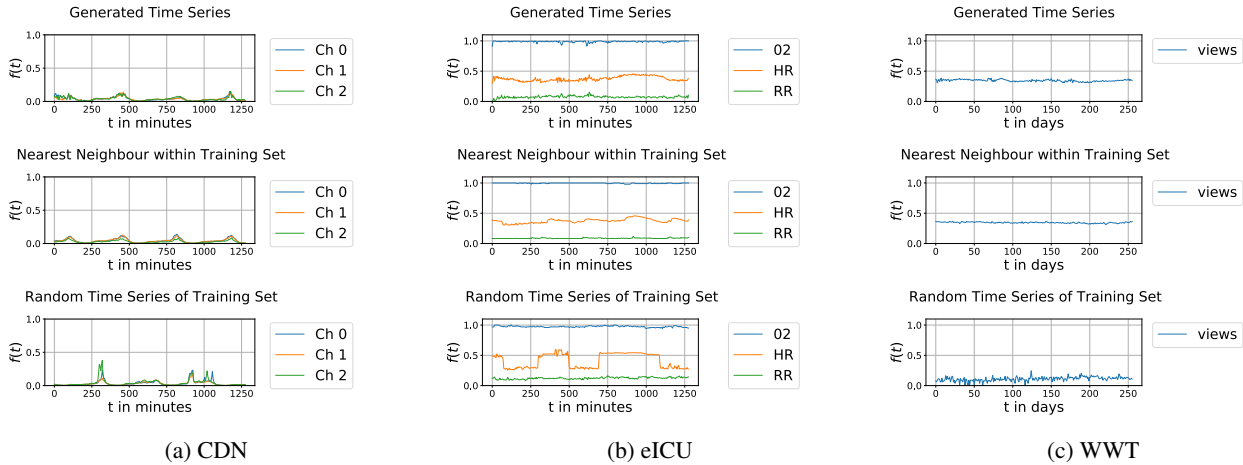 Generated Time Series
1.0
0.5
0.0
f(t)
0 250 500 750 1000 1250
t in minutes
Ch 0
Ch 1
Ch 2
Nearest Neighbour within Training Set
1.0
0.5
0.0
f(t)
0 250 500 750 1000 1250
t in minutes
Ch 0
Ch 1
Ch 2
Random Time Series of Training Set
1.0
0.5
0.0
f(t)
0 250 500 750 1000 1250
t in minutes
Ch 0
Ch 1
Ch 2
(a) CDN
Generated Time Series
1.0
0.5
0.0
f(t)
0 250 500 750 1000 1250
t in minutes
02
HR
RR
Nearest Neighbour within Training Set
1.0
0.5
0.0
f(t)
0 250 500 750 1000 1250
t in minutes
02
HR
RR
Random Time Series of Training Set
1.0
0.5
0.0
f(t)
0 250 500 750 1000 1250
t in minutes
02
HR
RR
(b) eICU
Generated Time Series
1.0
0.5
0.0
f(t)
0 50 100 150 200 250
t in days
views
Nearest Neighbour within Training Set
1.0
0.5
0.0
f(t)
0 50 100 150 200 250
t in days
views
Random Time Series of Training Set
1.0
0.5
0.0
f(t)
0 50 100 150 200 250
t in days
views
(c) WWT